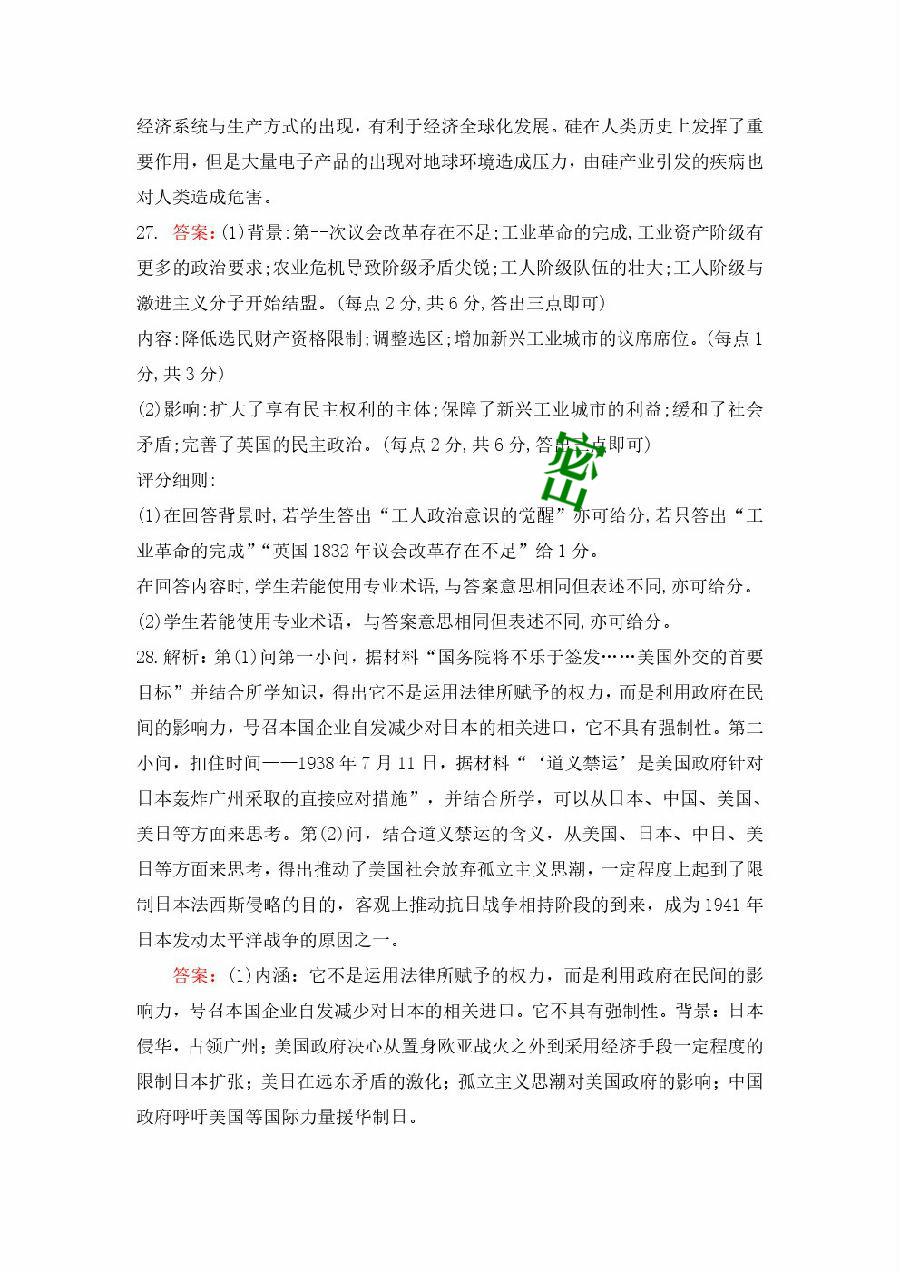 经济系统与生产方式的出现，有利于经济全球化发展。硅在人类历史上发挥了重
要作用，但是大量电子产品的出现对地球环境造成压力，由硅产业引发的疾病也
对人类造成危害。
27. 答案:(1)背景:第--次议会改革存在不足;工业革命的完成,工业资产阶级有
更多的政治要求;农业危机导致阶级矛盾尖锐;工人阶级队伍的壮大;工人阶级与
激进主义分子开始结盟。(每点2分,共6分,答出三点即可)
内容:降低选民财产资格限制;调整选区;增加新兴工业城市的议席席位。(每点1
分,共3分)
(2)影响:扩大了享有民主权利的主体;保障了新兴工业城市的利益;缓和了社会
矛盾;完善了英国的民主政治。(每点2分,共6分,答出点即可)
密
评分细则:
(1)在回答背景时,若学生答出“工人政治意识的觉醒”亦可给分,若只答出“工
业革命的完成”“英国1832年议会改革存在不足”给1分。
在回答内容时,学生若能使用专业术语,与答案意思相同但表述不同,亦可给分。
(2)学生若能使用专业术语，与答案意思相同但表述不同,亦可给分。
28.解析：第(1)问第一小问，据材料“国务院将不乐于签发……美国外交的首要
目标”并结合所学知识，得出它不是运用法律所赋予的权力，而是利用政府在民
间的影响力，号召本国企业自发减少对日本的相关进口，它不具有强制性。第二
小问，扣住时间——1938年7月11日，据材料“‘道义禁运’是美国政府针对
日本轰炸广州采取的直接应对措施”，并结合所学，可以从日本、中国、美国、
美日等方面来思考。第(2)问，结合道义禁运的含义，从美国、日本、中日、美
日等方面来思考，得出推动了美国社会放弃孤立主义思潮，一定程度上起到了限
制日本法西斯侵略的目的，客观上推动抗日战争相持阶段的到来，成为1941年
日本发动太平洋战争的原因之一。
答案：(1)内涵：它不是运用法律所赋予的权力，而是利用政府在民间的影
响力，号召本国企业自发减少对日本的相关进口。它不具有强制性。背景：日本
侵华，占领广州；美国政府决心从置身欧亚战火之外到采用经济手段一定程度的
限制日本扩张；美日在远东矛盾的激化；孤立主义思潮对美国政府的影响；中国
政府呼吁美国等国际力量援华制日。